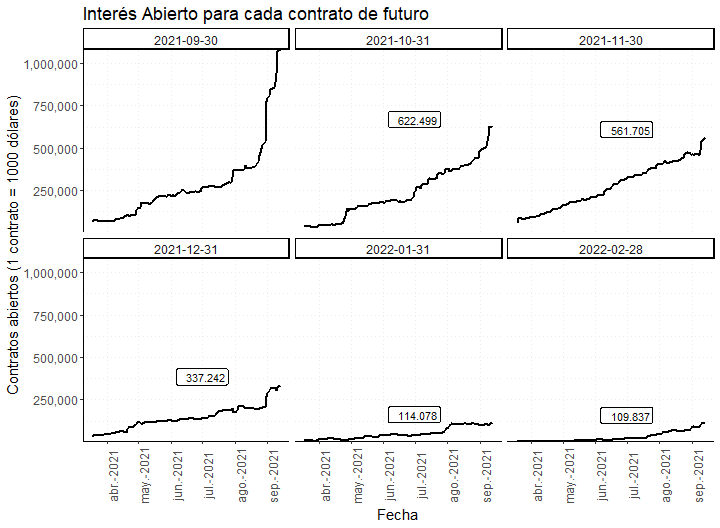 Interés Abierto para cada contrato de futuro
Contratos abiertos (1 contrato = 1000 dólares)
2021-09-30
2021-10-31
2021-11-30
1,000,000
750,000
500,000
250,000
622.499
561.705
2021-12-31
2022-01-31
2022-02-28
1,000,000
750,000
500,000
250,000
337.242
114.078
109.837
abr.-2021
may.-2021
jun.-2021
jul.-2021
ago.-2021
sep.-2021
abr.-2021
may.-2021
jun.-2021
jul.-2021
ago.-2021
sep.-2021
abr.-2021
may.-2021
jun.-2021
jul.-2021
ago.-2021
sep.-2021
Fecha